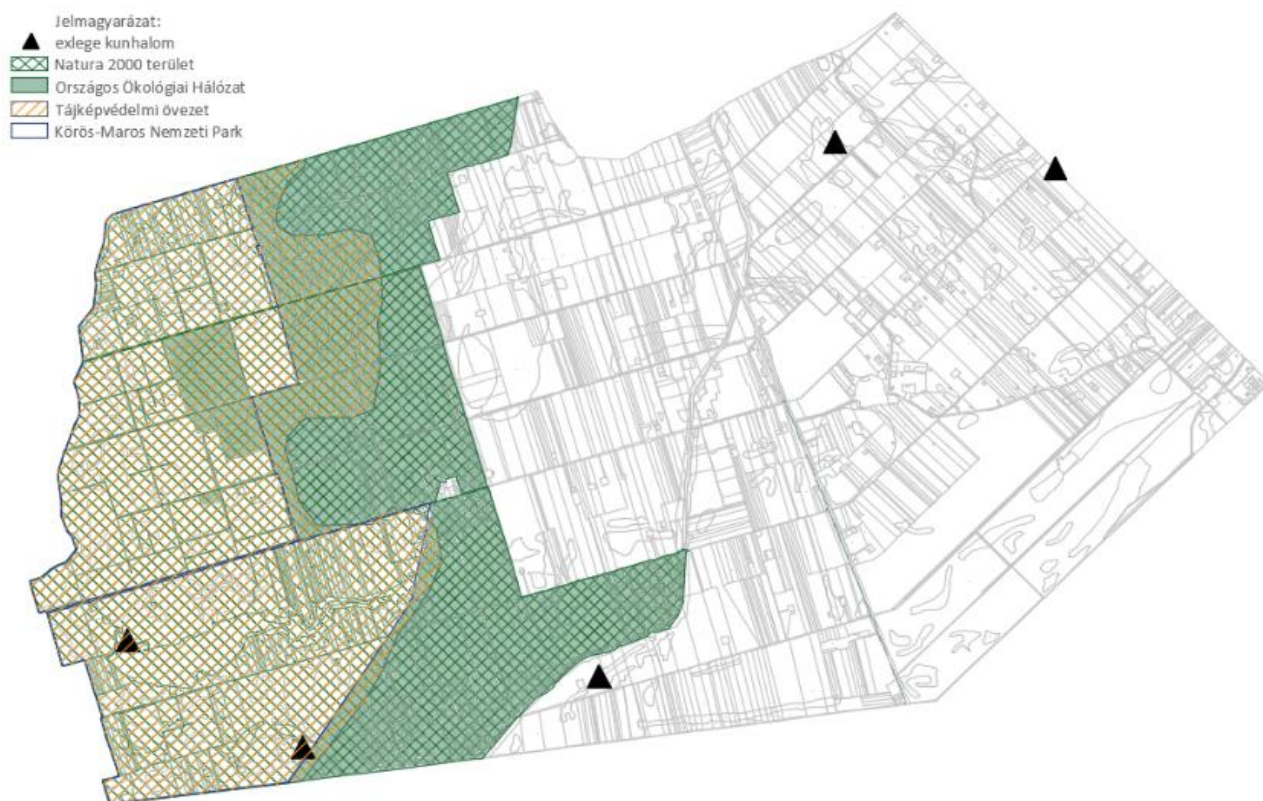 Jelmagyarázat:
exlege kunhalom
Natura 2000 terület
Országos Ökológiai Hálózat
Tájképvédelmi övezet
Körös-Maros Nemzeti Park